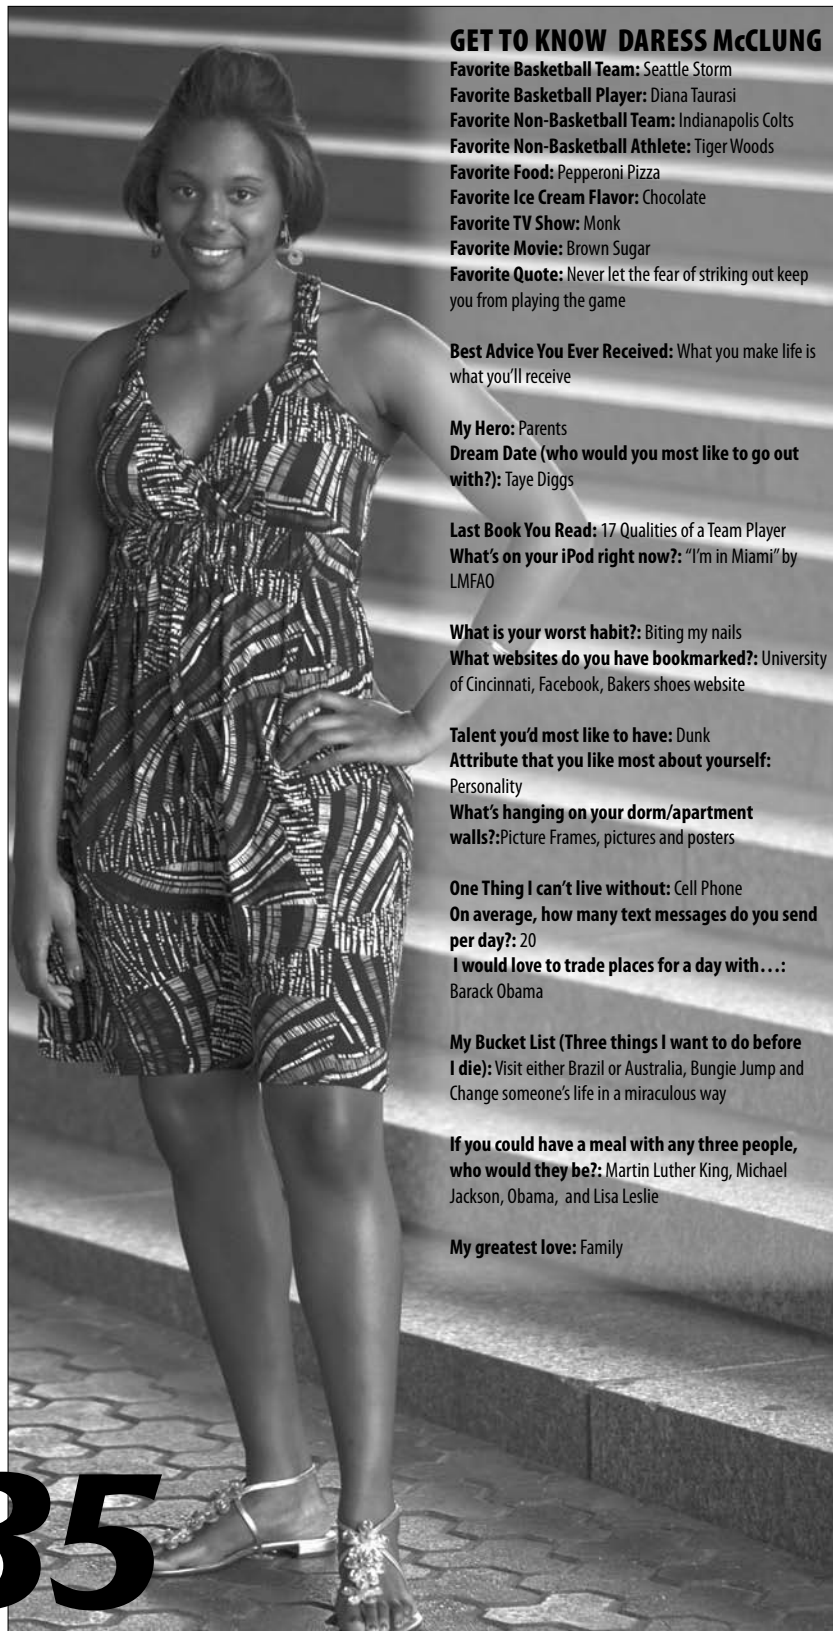 GET TO KNOW DARESS McCLUNG
Favorite Basketball Team: Seattle Storm
Favorite Basketball Player: Diana Taurasi
Favorite Non-Basketball Team: Indianapolis Colts
Favorite Non-Basketball Athlete: Tiger Woods
Favorite Food: Pepperoni Pizza
Favorite Ice Cream Flavor: Chocolate
Favorite TV Show: Monk
Favorite Movie: Brown Sugar
Favorite Quote: Never let the fear of striking out keep
you from playing the game
Best Advice You Ever Received: What you make life is
what you'll receive
My Hero: Parents
Dream Date (who would you most like to go out
with?): Taye Diggs
Last Book You Read: 17 Qualities of a Team Player
What's on your iPod right now?: "I'm in Miami" by
LMFAO
What is your worst habit?: Biting my nails
What websites do you have bookmarked?: University
of Cincinnati, Facebook, Bakers shoes website
Talent you'd most like to have: Dunk
Attribute that you like most about yourself:
Personality
What's hanging on your dorm/apartment
walls?:Picture Frames, pictures and posters
One Thing I can't live without: Cell Phone
On average, how many text messages do you send
per day?: 20
I would love to trade places for a day with…:
Barack Obama
My Bucket List (Three things I want to do before
I die): Visit either Brazil or Australia, Bungie Jump and
Change someone's life in a miraculous way
If you could have a meal with any three people,
who would they be?: Martin Luther King, Michael
Jackson, Obama, and Lisa Leslie
My greatest love: Family
35